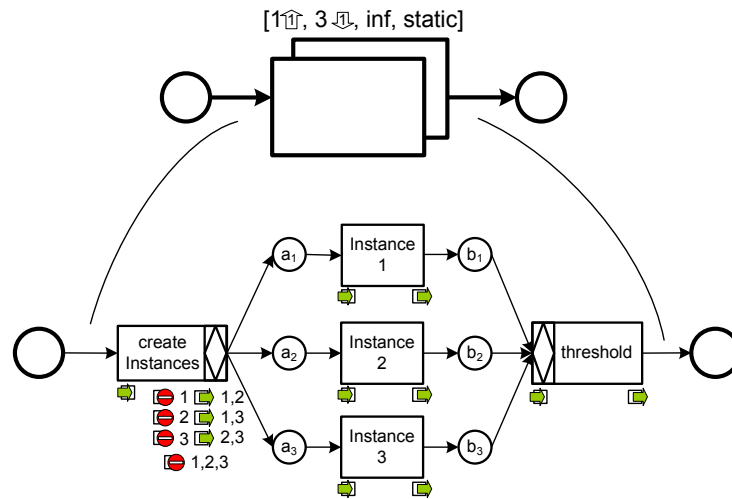 [1⇧, 3⇩, inf, static]
a₁
Instance
1
b₁
create
Instances
a₂
Instance
2
b₂
threshold
1 1,2
2 1,3
3 2,3
1,2,3
a₃
Instance
3
b₃